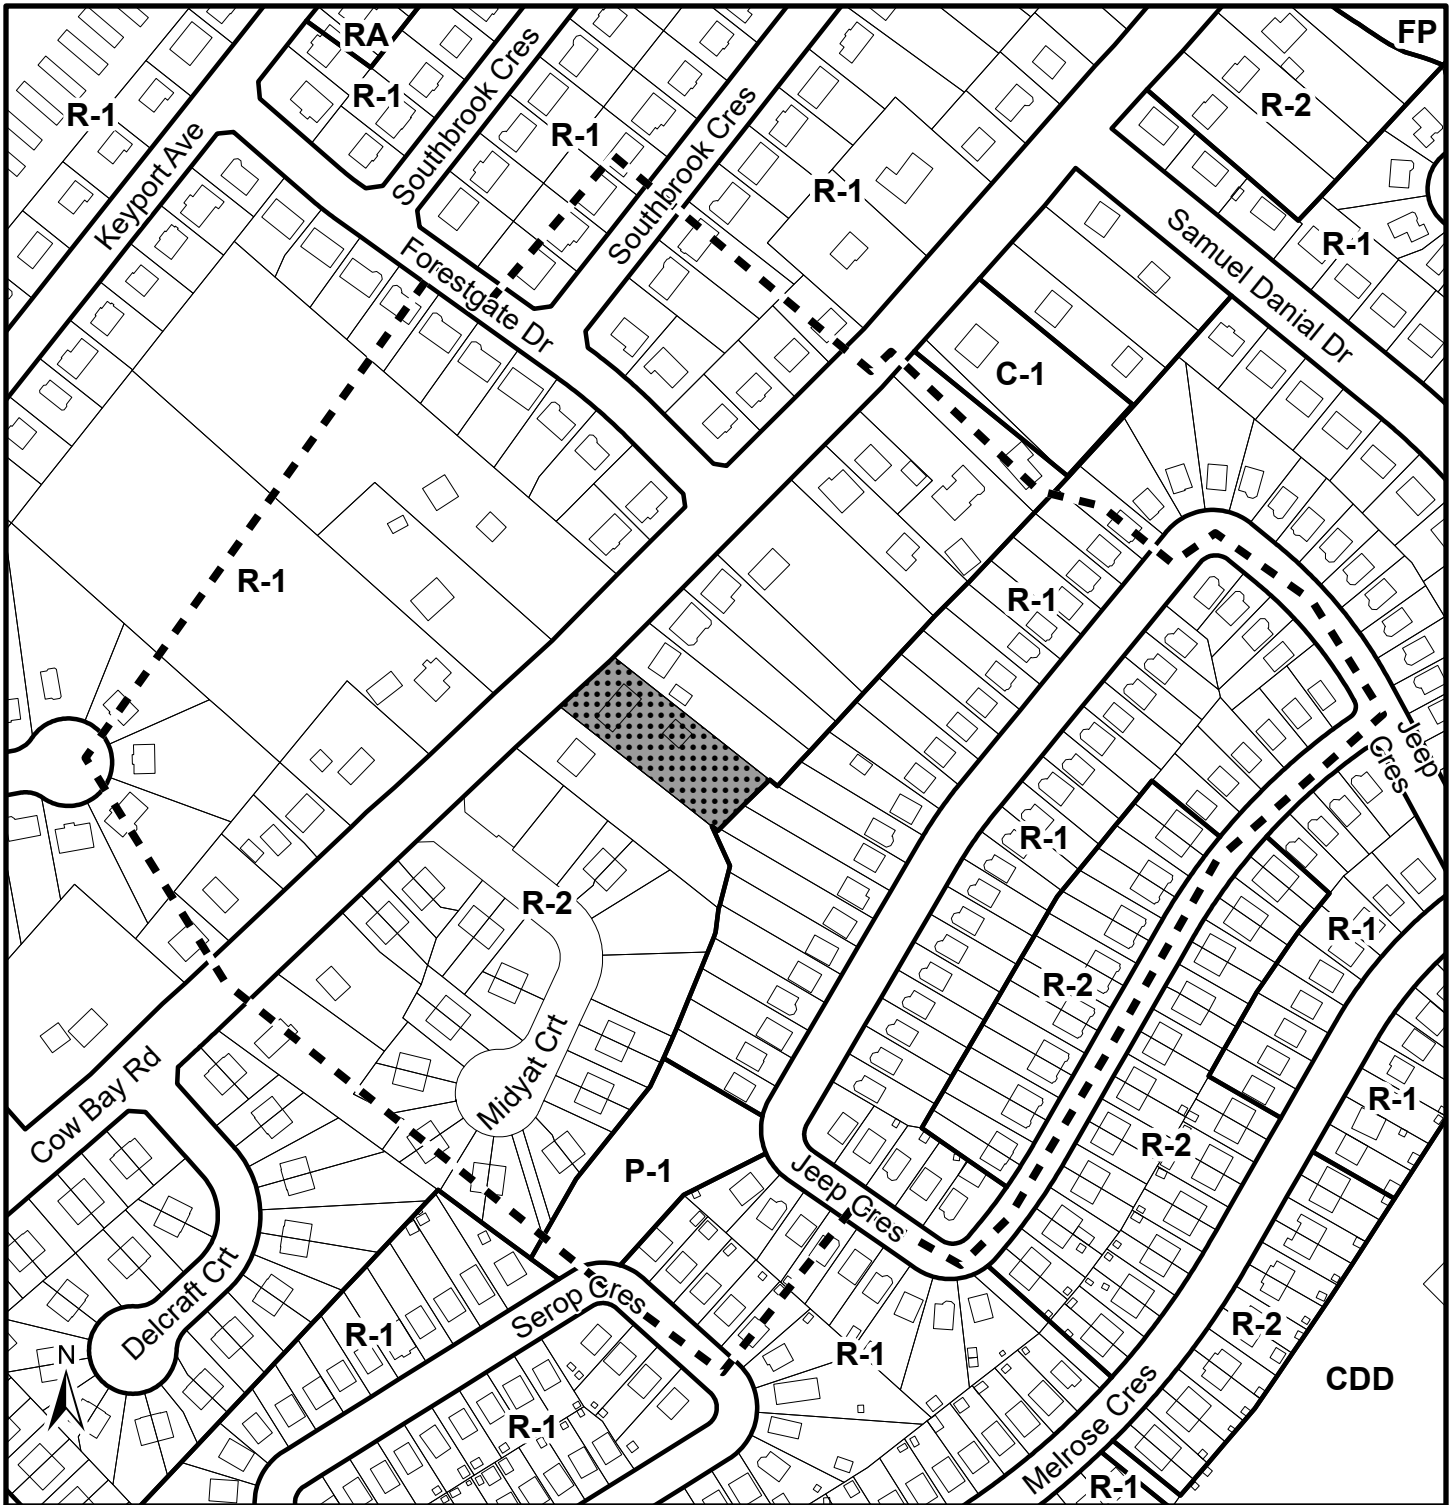 RA
FP
R-1
R-1
R-2
Southbrook Cres
R-1
Southbrook Cres
Keyport Ave
R-1
R-1
Samuel Danial Dr
Forestgate Dr
C-1
R-1
R-1
Jeep
Cres
R-1
R-2
R-1
R-2
Midyat Crt
Cow Bay Rd
R-1
R-2
P-1
Jeep Cres
Delcraft Crt
Serop Cres
R-1
R-1
R-2
N
CDD
R-1
Melrose Cres
R-1